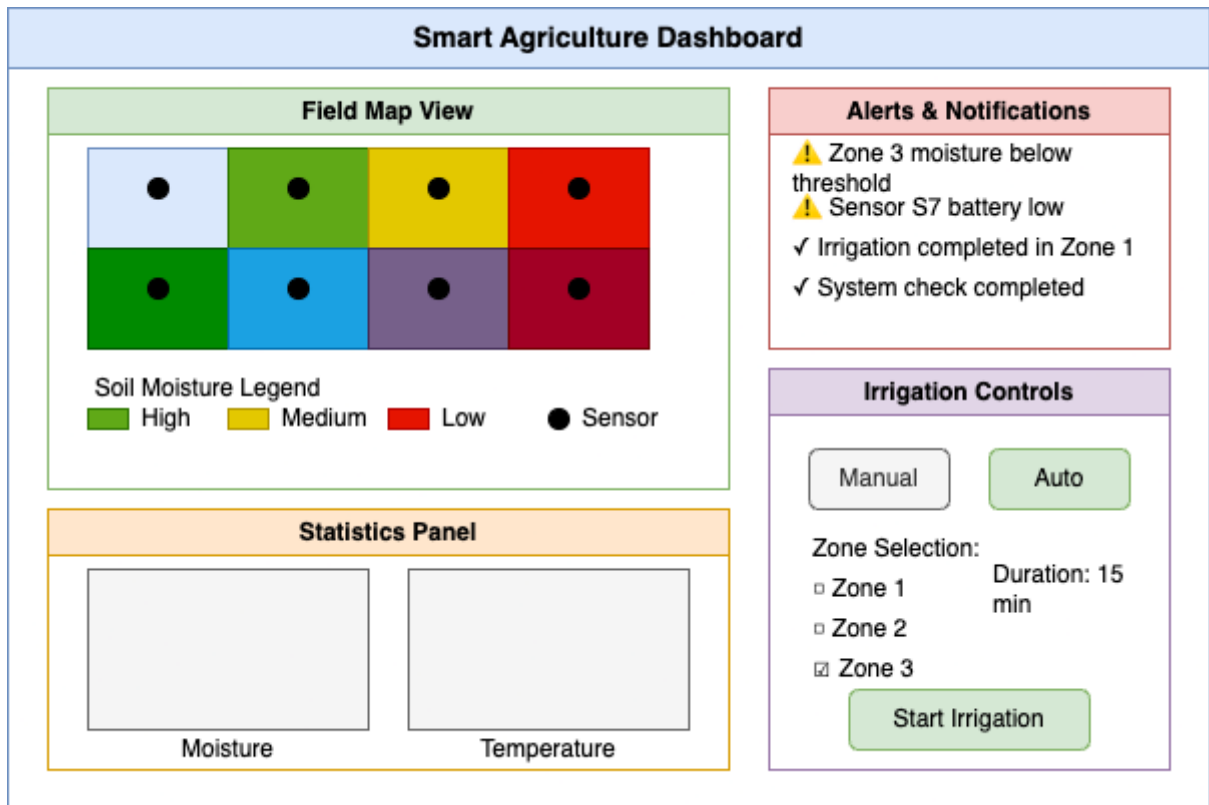 Smart Agriculture Dashboard
Field Map View
Soil Moisture Legend
High
Medium
Low
Sensor
Statistics Panel
Moisture
Temperature
Alerts & Notifications
⚠️ Zone 3 moisture below
threshold
⚠️ Sensor S7 battery low
✓ Irrigation completed in Zone 1
✓ System check completed
Irrigation Controls
Manual
Auto
Zone Selection:
Duration: 15
min
☐ Zone 1
☐ Zone 2
☑ Zone 3
Start Irrigation